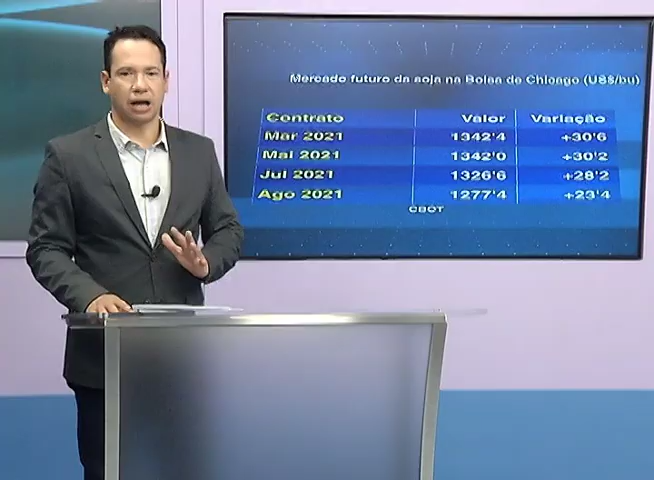 Mercado futuro da soja na Bolsa de Chicago (US$/bu)
Contrato Valor Variação
Mar 2021 1342'4 +30'6
Mai 2021 1342'0 +30'2
Jul 2021 1326'6 +28'2
Ago 2021 1277'4 +23'4
CBOT